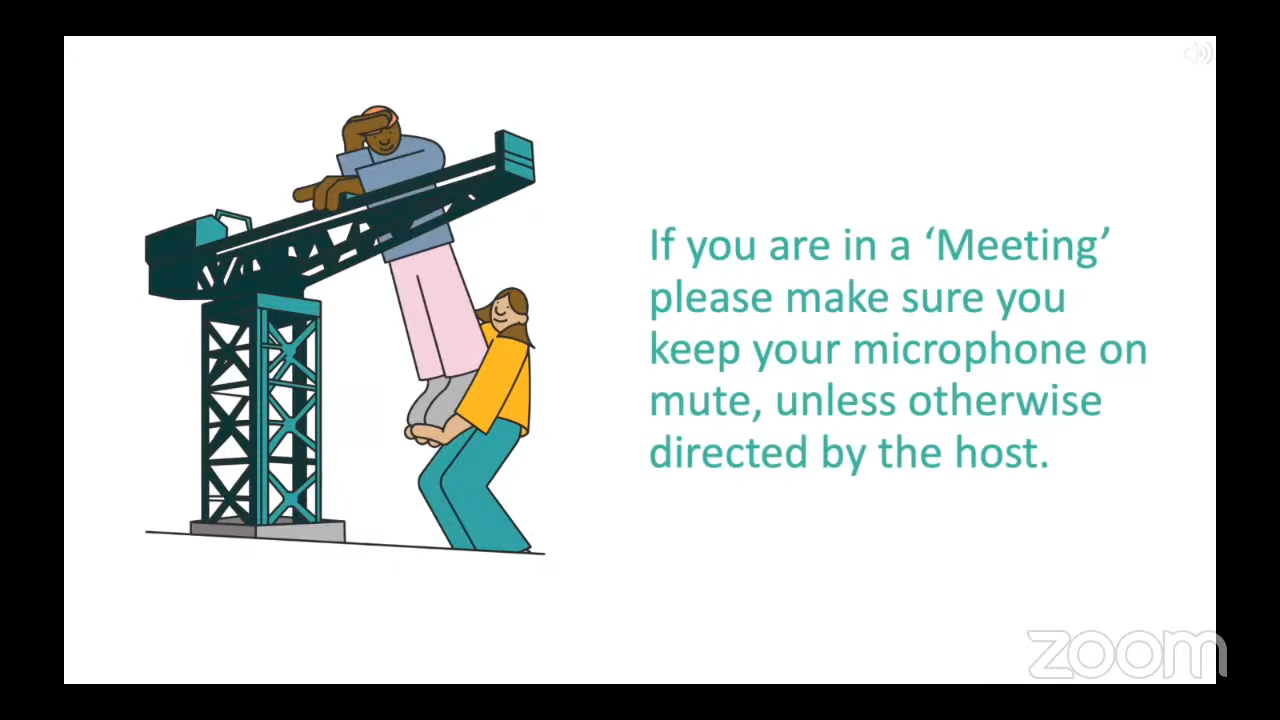 If you are in a ‘Meeting’
please make sure you
keep your microphone on
mute, unless otherwise
directed by the host.
zoom